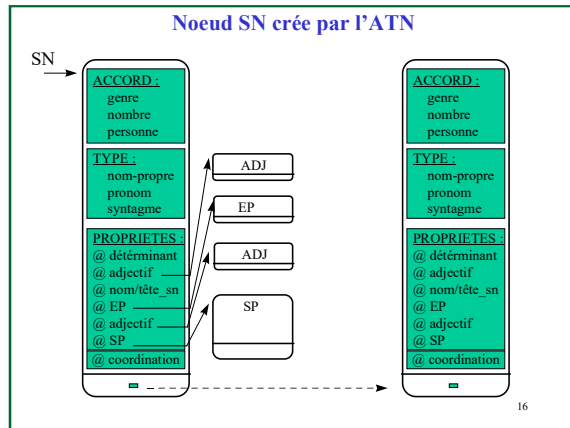 Noeud SN crée par l'ATN
SN
ACCORD :
genre
nombre
personne
TYPE :
nom-propre
pronom
syntagme
PROPRIETES :
@ détérminant
@ adjectif
@ nom/tête_sn
@ EP
@ adjectif
@ SP
@ coordination
ADJ
EP
ADJ
SP
ACCORD :
genre
nombre
personne
TYPE :
nom-propre
pronom
syntagme
PROPRIETES :
@ détérminant
@ adjectif
@ nom/tête_sn
@ EP
@ adjectif
@ SP
@ coordination
16